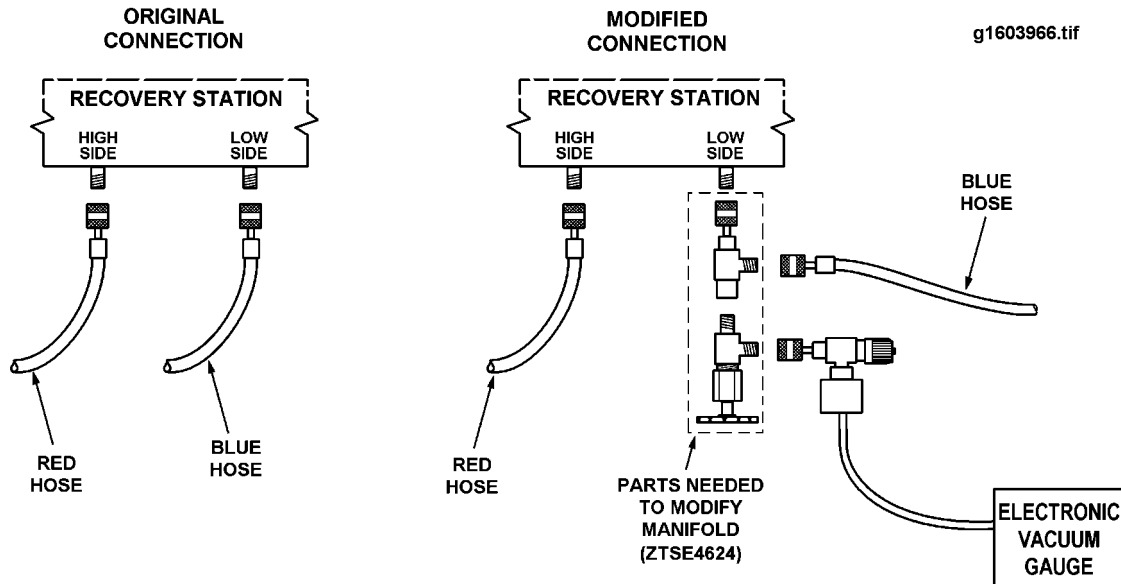 ORIGINAL
CONNECTION
RECOVERY STATION
HIGH
SIDE
LOW
SIDE
RED
HOSE
BLUE
HOSE
MODIFIED
CONNECTION
g1603966.tif
RECOVERY STATION
HIGH
SIDE
LOW
SIDE
BLUE
HOSE
RED
HOSE
PARTS NEEDED
TO MODIFY
MANIFOLD
(ZTSE4624)
ELECTRONIC
VACUUM
GAUGE